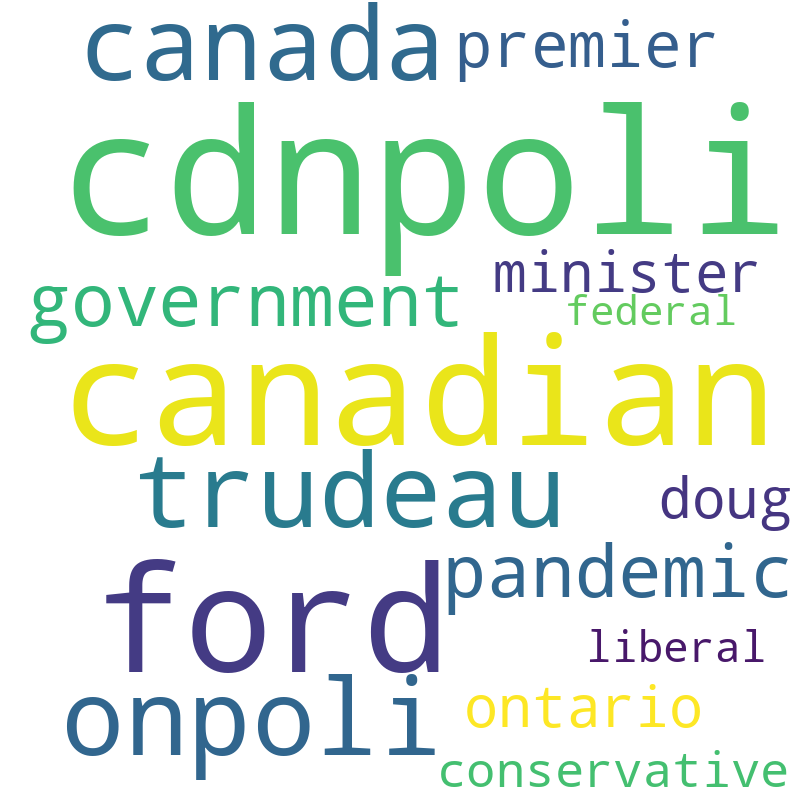 canada premier
cdnpoli
minister
government federal
canadian
trudeau doug
pandemic
ford
liberal
onpoli ontario
conservative